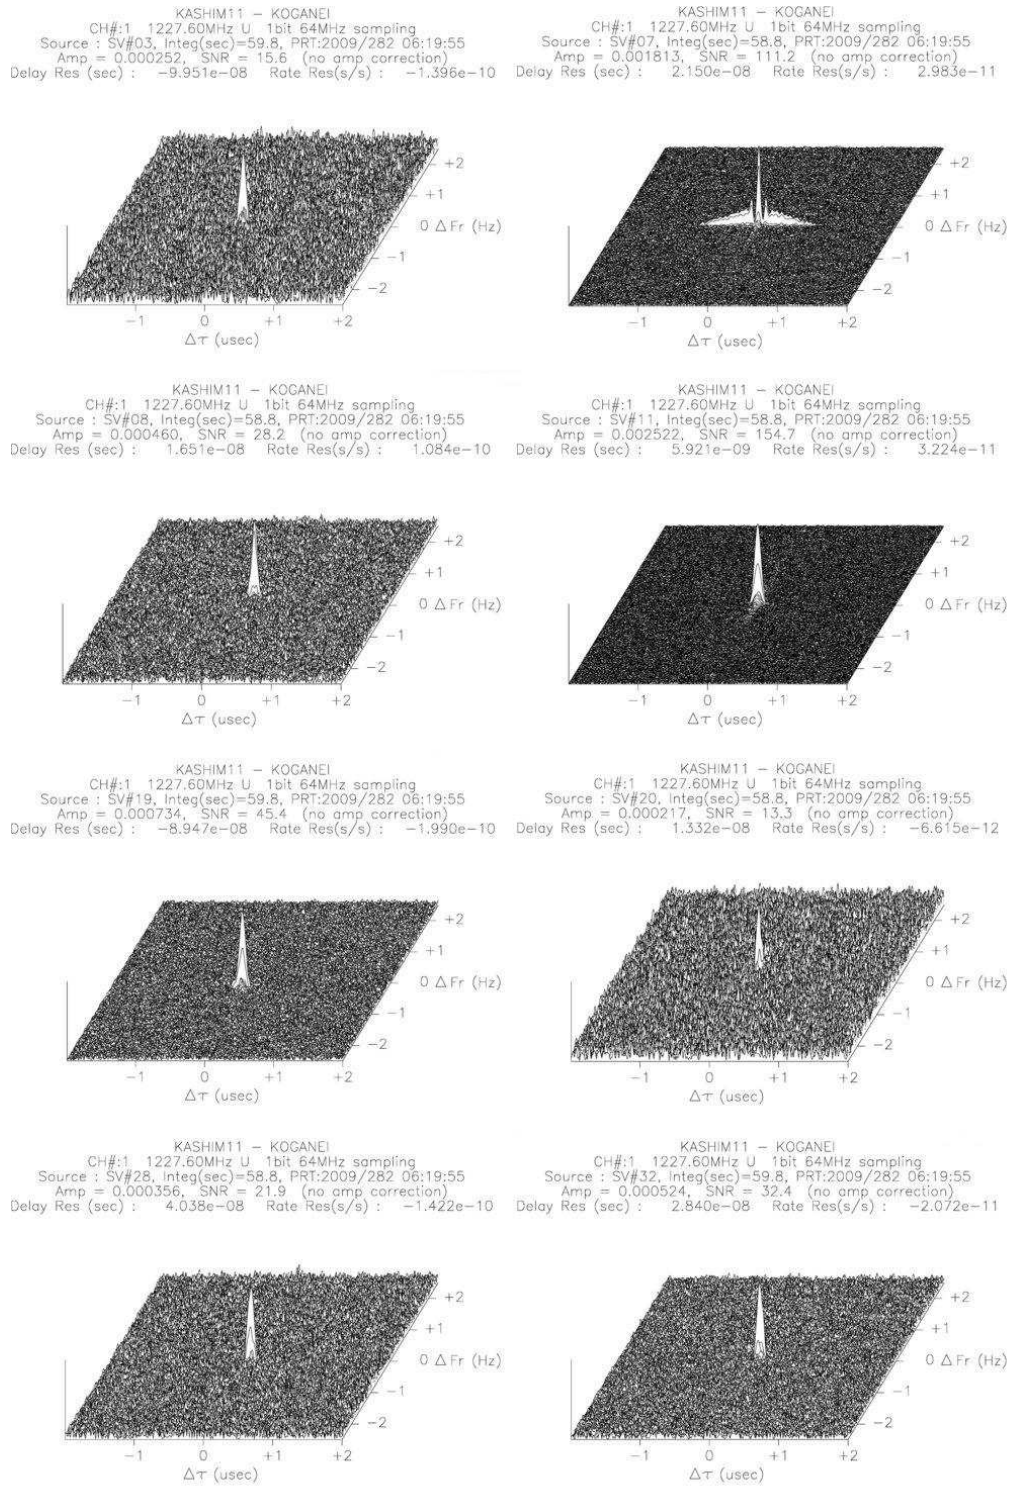 KASHIM11 - KOGANEI
CH#:1 1227.60MHz U 1bit 64MHz sampling
Source : SV#03, Integ(sec)=59.8, PRT:2009/282 06:19:55
Amp = 0.000252, SNR = 15.6 (no amp correction)
Delay Res (sec) : -9.951e-08 Rate Res(s/s) : -1.396e-10
+2
+1
0 Δ Fr (Hz)
-1
-2
-1 0 +1 +2
Δτ (usec)
KASHIM11 - KOGANEI
CH#:1 1227.60MHz U 1bit 64MHz sampling
Source : SV#07, Integ(sec)=58.8, PRT:2009/282 06:19:55
Amp = 0.001813, SNR = 111.2 (no amp correction)
Delay Res (sec) : 2.150e-08 Rate Res(s/s) : 2.983e-11
+2
+1
0 Δ Fr (Hz)
-1
-2
-1 0 +1 +2
Δτ (usec)
KASHIM11 - KOGANEI
CH#:1 1227.60MHz U 1bit 64MHz sampling
Source : SV#08, Integ(sec)=58.8, PRT:2009/282 06:19:55
Amp = 0.000460, SNR = 28.2 (no amp correction)
Delay Res (sec) : 1.651e-08 Rate Res(s/s) : 1.084e-10
+2
+1
0 Δ Fr (Hz)
-1
-2
-1 0 +1 +2
Δτ (usec)
KASHIM11 - KOGANEI
CH#:1 1227.60MHz U 1bit 64MHz sampling
Source : SV#11, Integ(sec)=58.8, PRT:2009/282 06:19:55
Amp = 0.002522, SNR = 154.7 (no amp correction)
Delay Res (sec) : 5.921e-09 Rate Res(s/s) : 3.224e-11
+2
+1
0 Δ Fr (Hz)
-1
-2
-1 0 +1 +2
Δτ (usec)
KASHIM11 - KOGANEI
CH#:1 1227.60MHz U 1bit 64MHz sampling
Source : SV#19, Integ(sec)=59.8, PRT:2009/282 06:19:55
Amp = 0.000734, SNR = 45.4 (no amp correction)
Delay Res (sec) : -8.947e-08 Rate Res(s/s) : -1.990e-10
+2
+1
0 Δ Fr (Hz)
-1
-2
-1 0 +1 +2
Δτ (usec)
KASHIM11 - KOGANEI
CH#:1 1227.60MHz U 1bit 64MHz sampling
Source : SV#20, Integ(sec)=58.8, PRT:2009/282 06:19:55
Amp = 0.000217, SNR = 13.3 (no amp correction)
Delay Res (sec) : 1.332e-08 Rate Res(s/s) : -6.615e-12
+2
+1
0 Δ Fr (Hz)
-1
-2
-1 0 +1 +2
Δτ (usec)
KASHIM11 - KOGANEI
CH#:1 1227.60MHz U 1bit 64MHz sampling
Source : SV#28, Integ(sec)=58.8, PRT:2009/282 06:19:55
Amp = 0.000356, SNR = 21.9 (no amp correction)
Delay Res (sec) : 4.038e-08 Rate Res(s/s) : -1.422e-10
+2
+1
0 Δ Fr (Hz)
-1
-2
-1 0 +1 +2
Δτ (usec)
KASHIM11 - KOGANEI
CH#:1 1227.60MHz U 1bit 64MHz sampling
Source : SV#32, Integ(sec)=59.8, PRT:2009/282 06:19:55
Amp = 0.000524, SNR = 32.4 (no amp correction)
Delay Res (sec) : 2.840e-08 Rate Res(s/s) : -2.072e-11
+2
+1
0 Δ Fr (Hz)
-1
-2
-1 0 +1 +2
Δτ (usec)